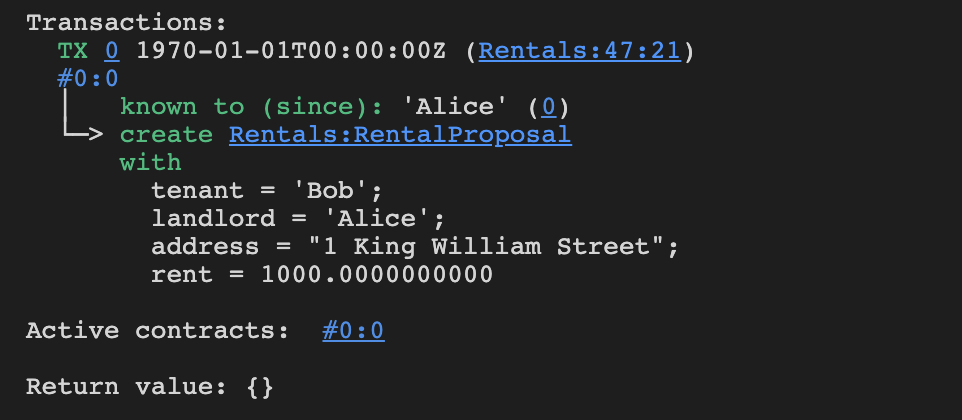 Transactions:
TX 0 1970-01-01T00:00:00Z (Rentals:47:21)
#0:0
known to (since): 'Alice' (0)
create Rentals:RentalProposal
with
tenant = 'Bob';
landlord = 'Alice';
address = "1 King William Street";
rent = 1000.0000000000
Active contracts: #0:0
Return value: {}